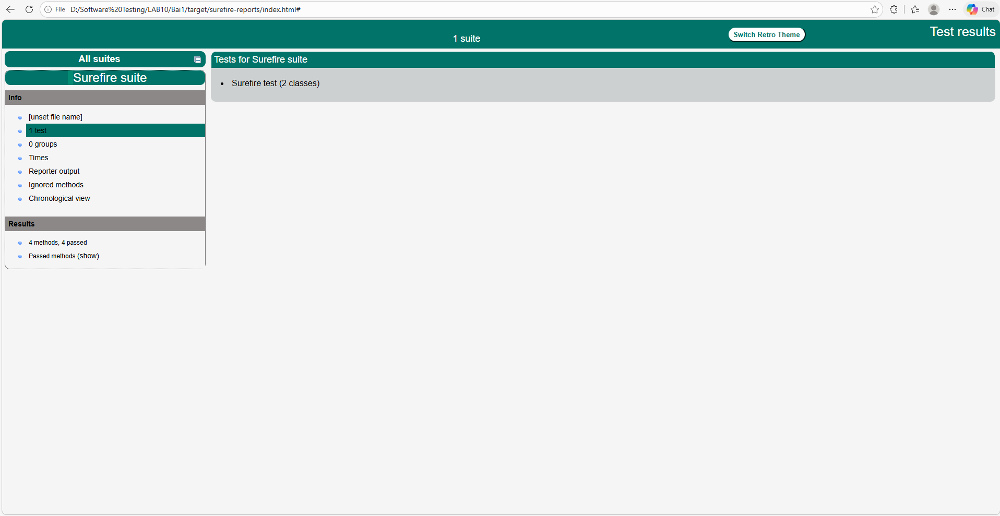 File D:/Software%20Testing/LAB10/Bai1/target/surefire-reports/index.html#
Chat
Test results
Switch Retro Theme
1 suite
All suites
Surefire suite
Info
[unset file name]
1 test
0 groups
Times
Reporter output
Ignored methods
Chronological view
Results
4 methods, 4 passed
Passed methods (show)
Tests for Surefire suite
Surefire test (2 classes)